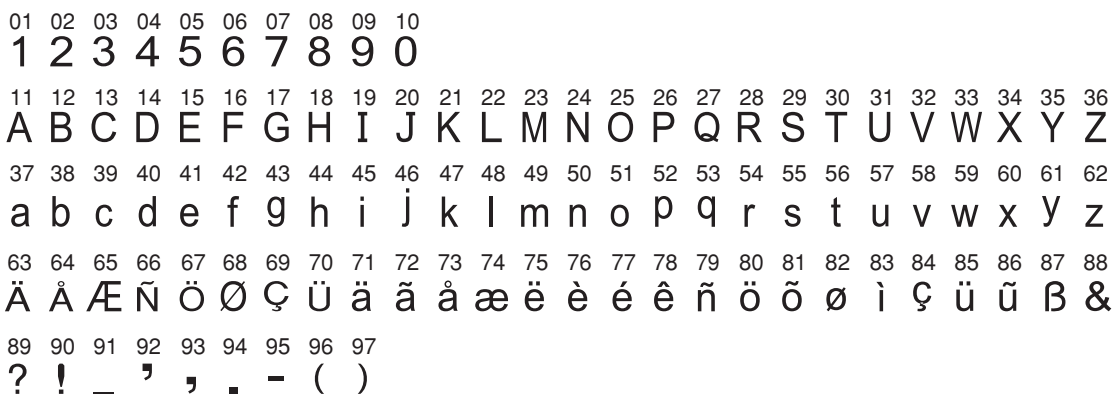 01 02 03 04 05 06 07 08 09 10
1 2 3 4 5 6 7 8 9 0
11 12 13 14 15 16 17 18 19 20 21 22 23 24 25 26 27 28 29 30 31 32 33 34 35 36
A B C D E F G H I J K L M N O P Q R S T U V W X Y Z
37 38 39 40 41 42 43 44 45 46 47 48 49 50 51 52 53 54 55 56 57 58 59 60 61 62
a b c d e f g h i j k l m n o p q r s t u v w x y z
63 64 65 66 67 68 69 70 71 72 73 74 75 76 77 78 79 80 81 82 83 84 85 86 87 88
Ä Å Æ Ñ Ö Ø Ç Ü ä ã å æ ë è é ê ñ ö õ ø ì ç ü ũ ß &
89 90 91 92 93 94 95 96 97
? ! _ ’ , . - ( )